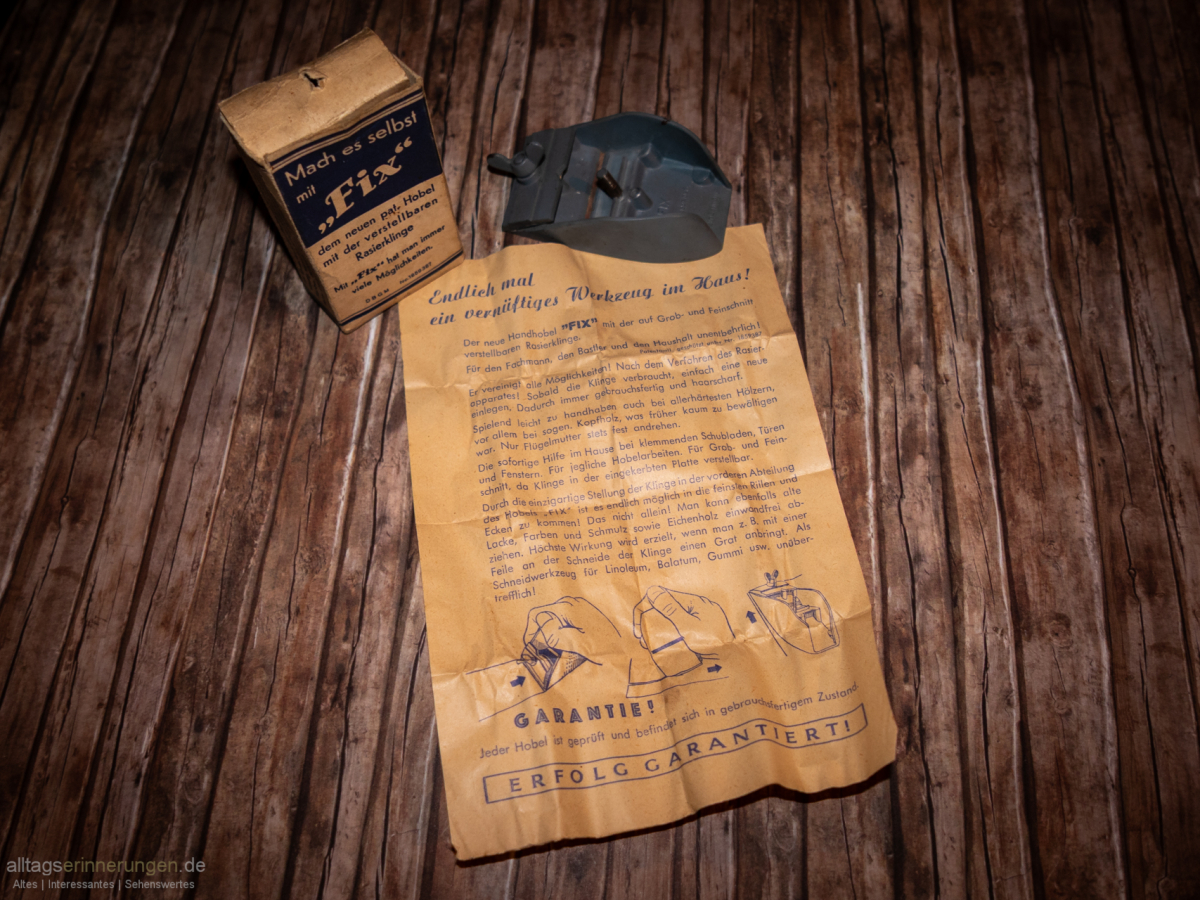 Mach es selbst
mit „Fix“
dem neuen pat. Hobel
mit der verstellbaren
Rasierklinge
Mit „Fix“ hat man immer
viele Möglichkeiten.
D B G M
Endlich mal
ein vernüftiges Werkzeug im Haus!
Der neue Handhobel "FIX" mit der auf Grob- und Feinschnitt
verstellbaren Rasierklinge.
Für den Fachmann, den Bastler und den Haushalt unentbehrlich!
Er vereinigt alle Möglichkeiten! Nach dem Verfahren des Rasier-
apparates! Sobald die Klinge verbraucht, einfach eine neue
einlegen, Dadurch immer gebrauchsfertig und haarscharf.
Spielend leicht zu handhaben auch bei allerhärtesten Hölzern,
vor allem bei sogen. Kopfholz, was früher kaum zu bewältigen
war. Nur Flügelmutter stets fest andrehen.
Die sofortige Hilfe im Hause bei klemmenden Schubladen, Türen
und Fenstern. Für jegliche Hobelarbeiten. Für Grob- und Fein-
schnitt, da Klinge in der eingekerbten Platte verstellbar.
Durch die einzigartige Stellung der Klinge in der vorderen Abteilung
des Hobels „FIX“ ist es endlich möglich in die feinsten Rillen und
Ecken zu kommen! Das nicht allein! Man kann ebenfalls alte
Lacke, Farben und Schmutz sowie Eichenholz einwandfrei ab-
ziehen. Höchste Wirkung wird erzielt, wenn man z. B. mit einer
Feile an der Schneide der Klinge einen Grat anbringt. Als
Schneidwerkzeug für Linoleum, Balatum, Gummi usw. unüber-
trefflich!
GARANTIE!
Jeder Hobel ist geprüft und befindet sich in gebrauchsfertigem Zustand.
ERFOLG GARANTIERT!
alltagserinnerungen.de
Altes | Interessantes | Sehenswertes